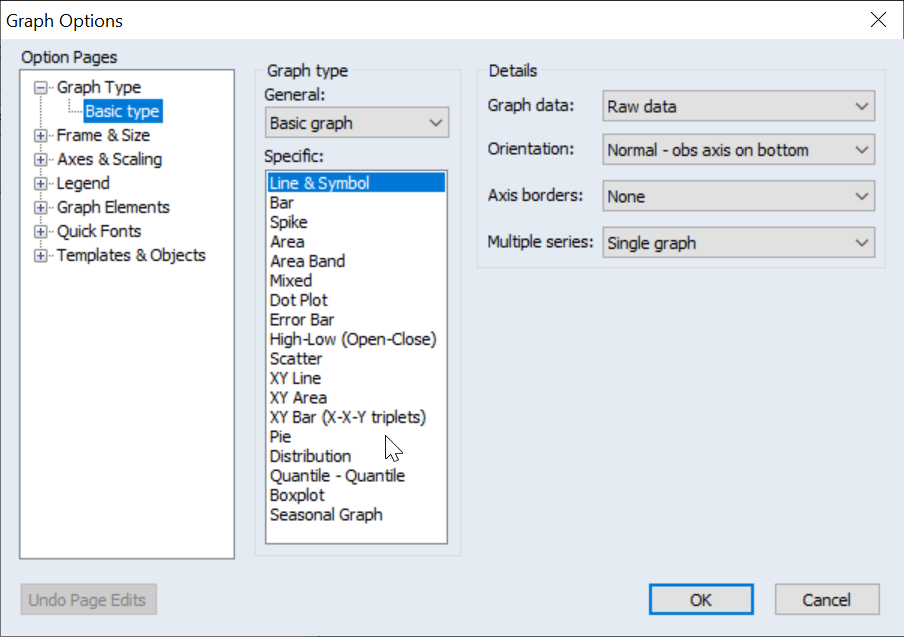 Graph Options
Option Pages
Graph Type
Basic type
Frame & Size
Axes & Scaling
Legend
Graph Elements
Quick Fonts
Templates & Objects
Graph type
General:
Basic graph
Specific:
Line & Symbol
Bar
Spike
Area
Area Band
Mixed
Dot Plot
Error Bar
High-Low (Open-Close)
Scatter
XY Line
XY Area
XY Bar (X-X-Y triplets)
Pie
Distribution
Quantile - Quantile
Boxplot
Seasonal Graph
Details
Graph data: Raw data
Orientation: Normal - obs axis on bottom
Axis borders: None
Multiple series: Single graph
Undo Page Edits
OK
Cancel